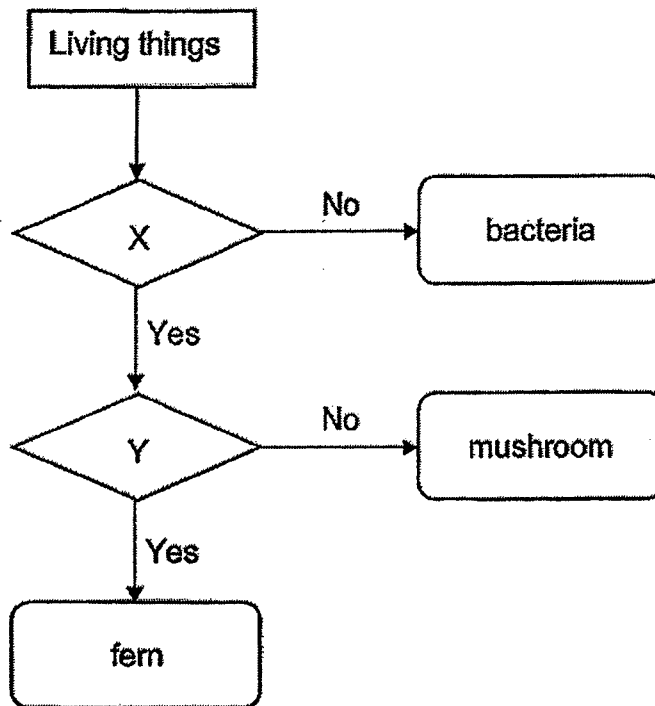 Living things
X
No
bacteria
Yes
Y
No
mushroom
Yes
fern